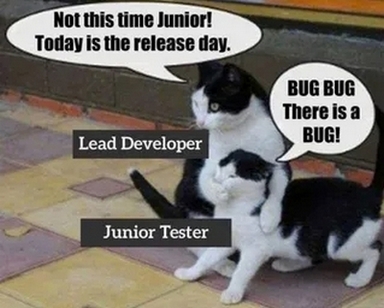 Not this time Junior!
Today is the release day.
BUG BUG
There is a
BUG!
Lead Developer
Junior Tester